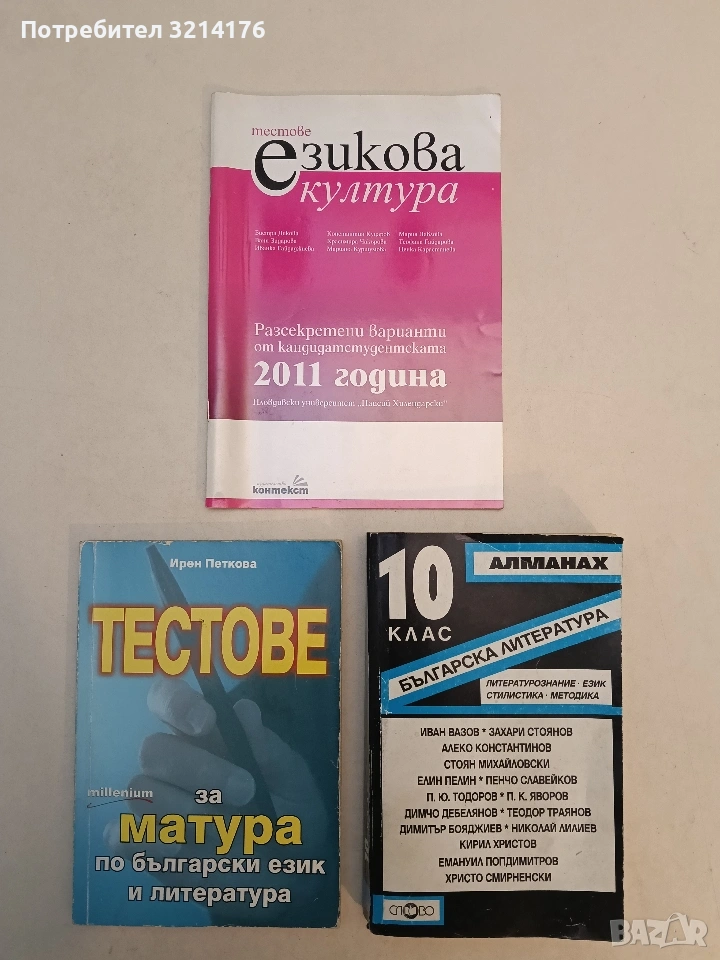 Потребител 3214176
тестове
езикова
култура
Константин Куцаров
Разсекретени варианти
от кандидатстудентската
2011 година
Пловдивски университет „Паисий Хилендарски“
контекст
Ирен Петкова
ТЕСТОВЕ
millenium
за
матура
по български език
и литература
10
КЛАС
АЛМАНАХ
БЪЛГАРСКА ЛИТЕРАТУРА
ЛИТЕРАТУРОЗНАНИЕ · ЕЗИК
СТИЛИСТИКА · МЕТОДИКА
ИВАН ВАЗОВ * ЗАХАРИ СТОЯНОВ
АЛЕКО КОНСТАНТИНОВ
СТОЯН МИХАЙЛОВСКИ
ЕЛИН ПЕЛИН * ПЕНЧО СЛАВЕЙКОВ
П. Ю. ТОДОРОВ * П. К. ЯВОРОВ
ДИМЧО ДЕБЕЛЯНОВ * ТЕОДОР ТРАЯНОВ
ДИМИТЪР БОЯДЖИЕВ * НИКОЛАЙ ЛИЛИЕВ
КИРИЛ ХРИСТОВ
ЕМАНУИЛ ПОПДИМИТРОВ
ХРИСТО СМИРНЕНСКИ
СЛОВО
BAZAR